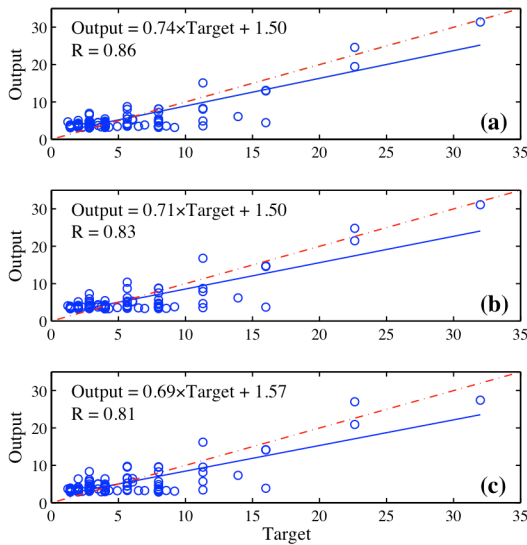 Output = 0.74×Target + 1.50
R = 0.86
Output
30
20
10
0
(a)
0 5 10 15 20 25 30 35
Output = 0.71×Target + 1.50
R = 0.83
Output
30
20
10
0
(b)
0 5 10 15 20 25 30 35
Output = 0.69×Target + 1.57
R = 0.81
Output
30
20
10
0
(c)
0 5 10 15 20 25 30 35
Target